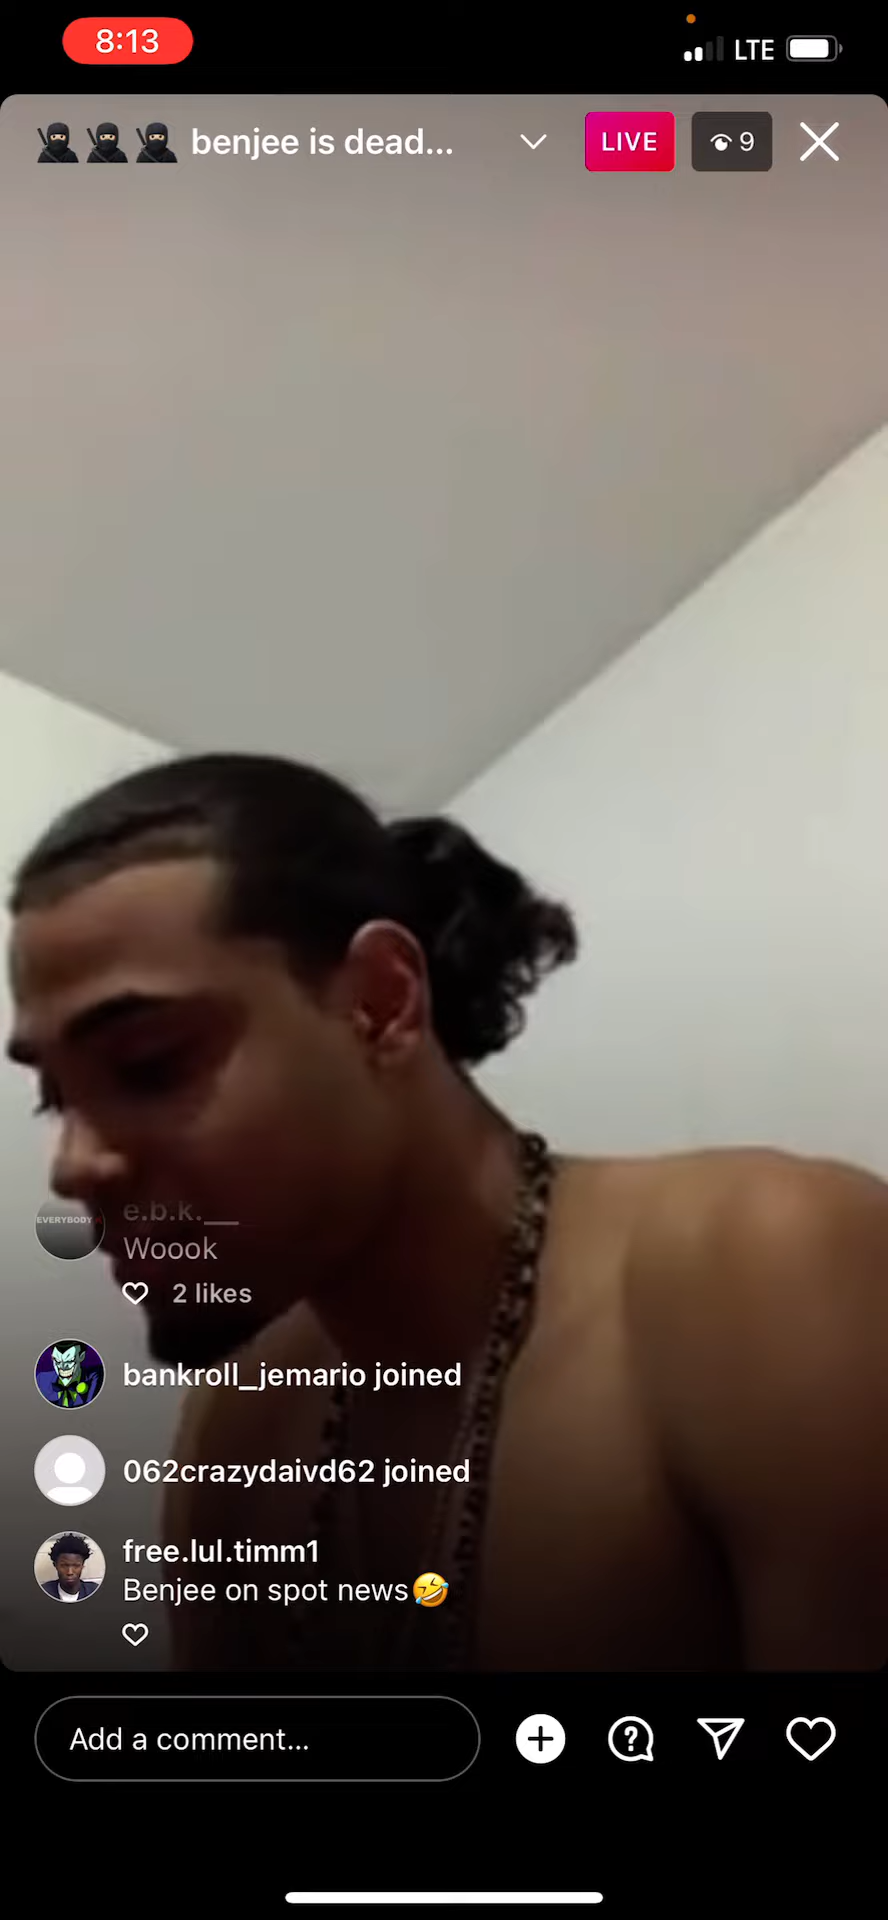 8:13
LTE
🥷🏻🥷🏻🥷🏻 benjee is dead...
LIVE
9
EVERYBODY K
e.b.k.__
Woook
2 likes
bankroll_jemario joined
062crazydaivd62 joined
free.lul.timm1
Benjee on spot news🤣
Add a comment...